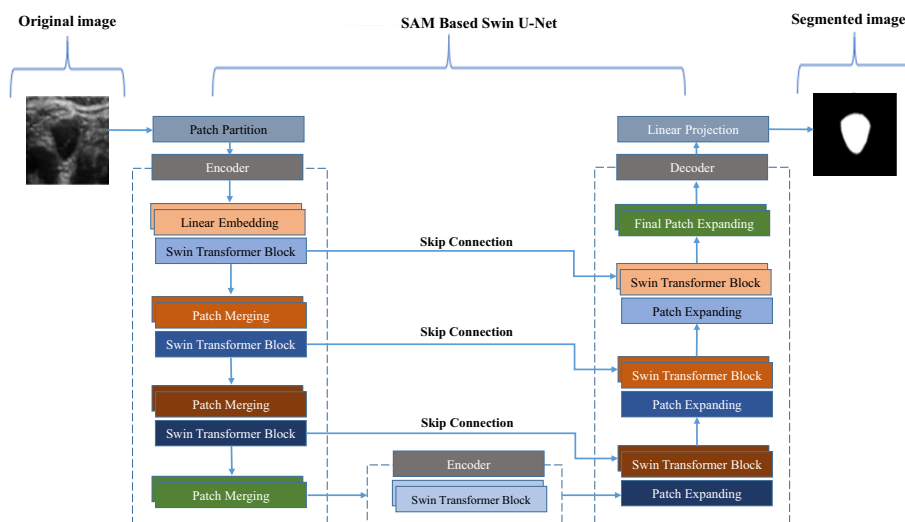 Original image
SAM Based Swin U-Net
Segmented image
Patch Partition
Encoder
Linear Embedding
Swin Transformer Block
Patch Merging
Swin Transformer Block
Patch Merging
Swin Transformer Block
Patch Merging
Skip Connection
Skip Connection
Skip Connection
Encoder
Swin Transformer Block
Linear Projection
Decoder
Final Patch Expanding
Swin Transformer Block
Patch Expanding
Swin Transformer Block
Patch Expanding
Swin Transformer Block
Patch Expanding